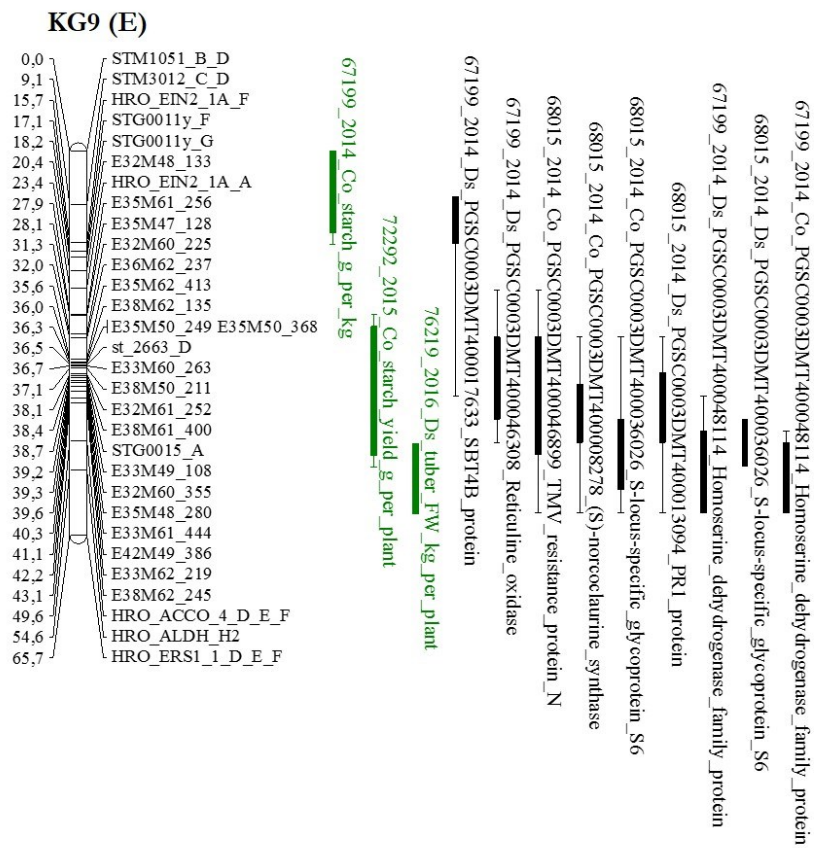 KG9 (E)
0,0 STM1051_B_D
9,1 STM3012_C_D
15,7 HRO_EIN2_1A_F
17,1 STG0011y_F
18,2 STG0011y_G
20,4 E32M48_133
23,4 HRO_EIN2_1A_A
27,9 E35M61_256
28,1 E35M47_128
31,3 E32M60_225
32,0 E36M62_237
35,6 E35M62_413
36,0 E38M62_135
36,3 E35M50_249 E35M50_368
36,5 st_2663_D
36,7 E33M60_263
37,1 E38M50_211
38,1 E32M61_252
38,4 E38M61_400
38,7 STG0015_A
39,2 E33M49_108
39,3 E32M60_355
39,6 E35M48_280
40,3 E33M61_444
41,1 E42M49_386
42,2 E33M62_219
43,1 E38M62_245
49,6 HRO_ACCO_4_D_E_F
54,6 HRO_ALDH_H2
65,7 HRO_ERS1_1_D_E_F
67199_2014_Co_starch_g_per_kg
72292_2015_Co_starch_yield_g_per_plant
76219_2016_Ds_tuber_FW_kg_per_plant
67199_2014_Ds_PGSC0003DMT400017633_SBT4B_protein
67199_2014_Ds_PGSC0003DMT400046308_Reticuline_oxidase
68015_2014_Co_PGSC0003DMT400046899_TMV_resistance_protein_N
68015_2014_Co_PGSC0003DMT400008278_(S)-norcoclaurine_synthase
68015_2014_Co_PGSC0003DMT400036026_S-locus-specific_glycoprotein_S6
68015_2014_Ds_PGSC0003DMT400013094_PR1_protein
67199_2014_Ds_PGSC0003DMT400048114_Homoserine_dehydrogenase_family_protein
68015_2014_Ds_PGSC0003DMT400036026_S-locus-specific_glycoprotein_S6
67199_2014_Co_PGSC0003DMT400048114_Homoserine_dehydrogenase_family_protein